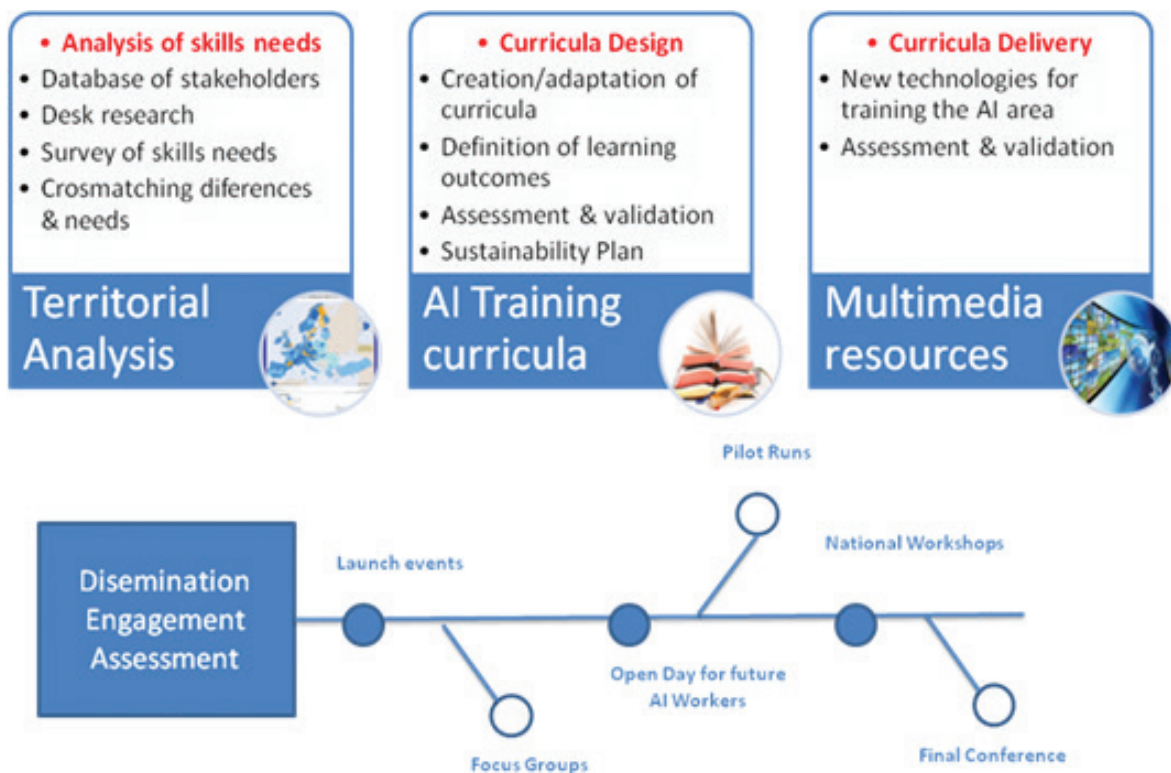 • Analysis of skills needs
• Database of stakeholders
• Desk research
• Survey of skills needs
• Crosmatching diferences
& needs
Territorial
Analysis
• Curricula Design
• Creation/adaptation of
curricula
• Definition of learning
outcomes
• Assessment & validation
• Sustainability Plan
AI Training
curricula
• Curricula Delivery
• New technologies for
training the AI area
• Assessment & validation
Multimedia
resources
Pilot Runs
National Workshops
Launch events
Disemination
Engagement
Assessment
Open Day for future
AI Workers
Focus Groups
Final Conference